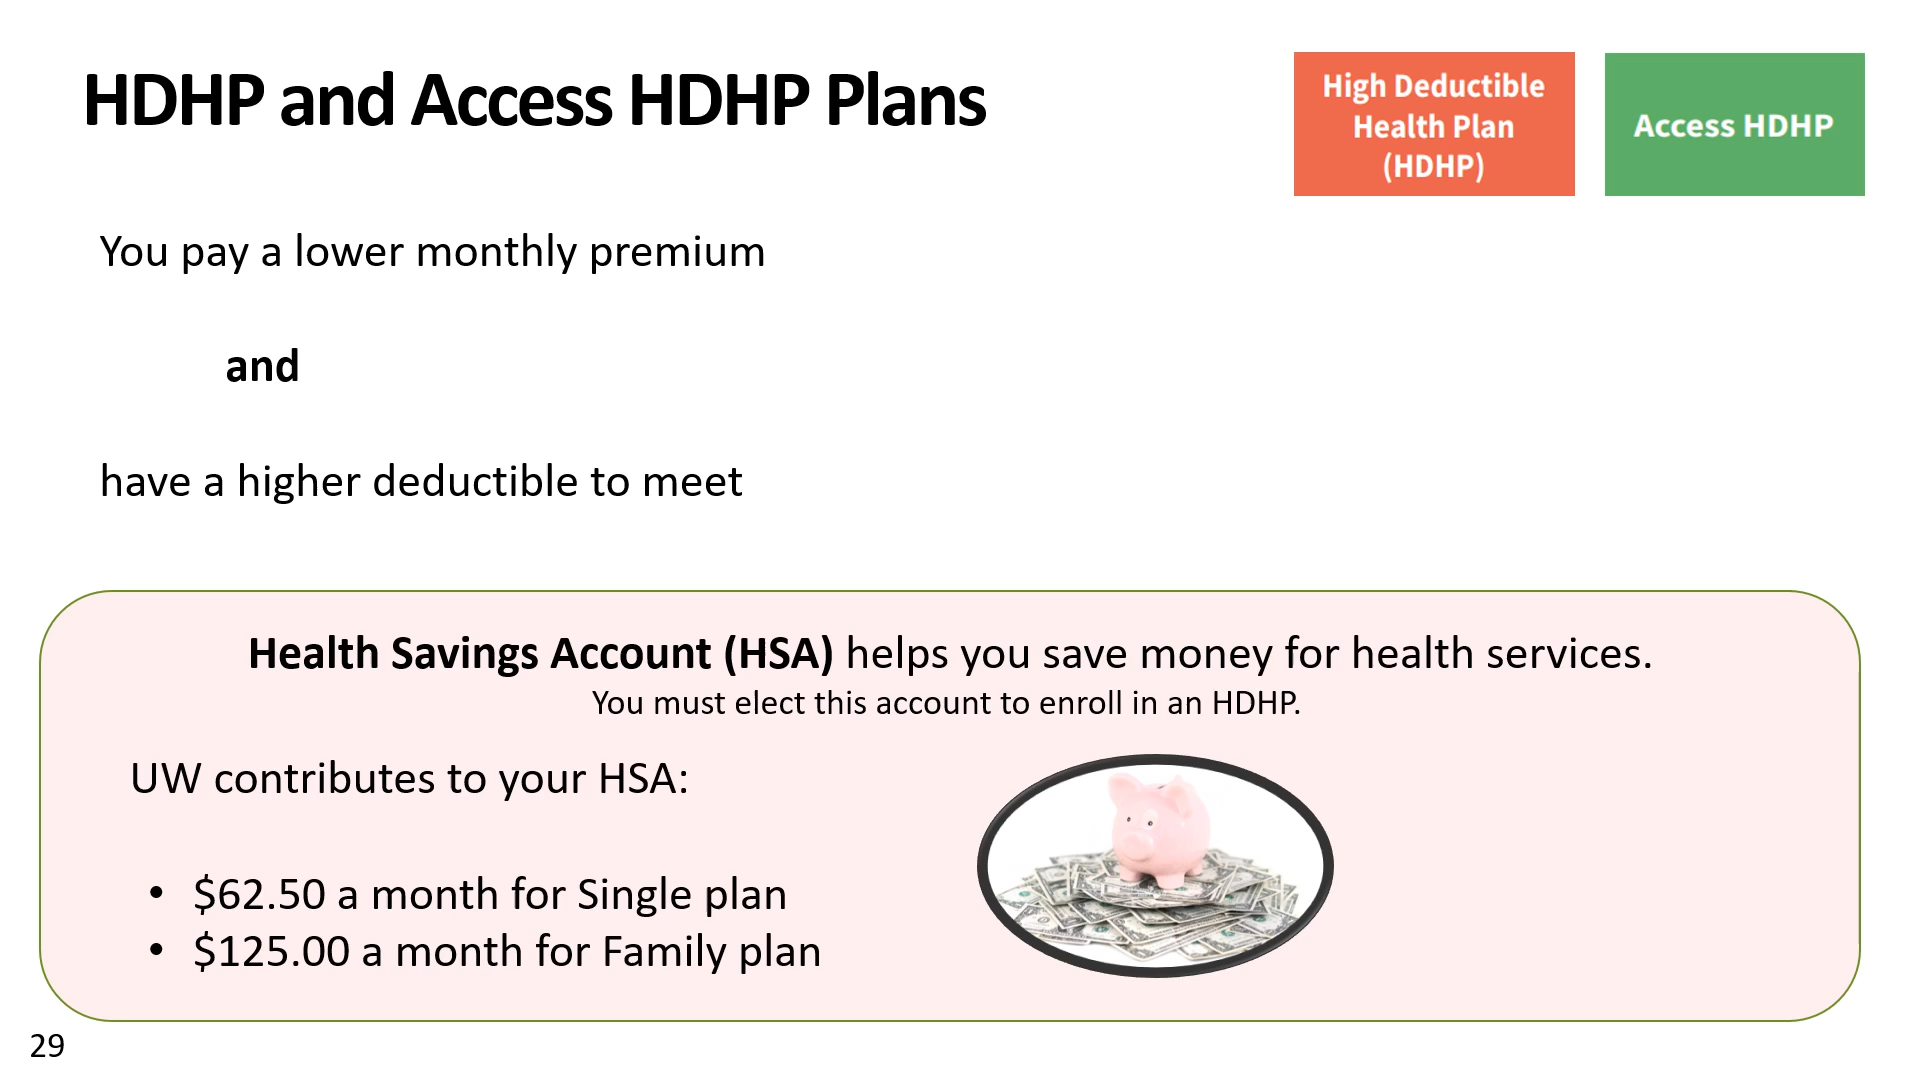 HDHP and Access HDHP Plans
High Deductible
Health Plan
(HDHP)
Access HDHP
You pay a lower monthly premium
and
have a higher deductible to meet
Health Savings Account (HSA) helps you save money for health services.
You must elect this account to enroll in an HDHP.
UW contributes to your HSA:
• $62.50 a month for Single plan
• $125.00 a month for Family plan
29